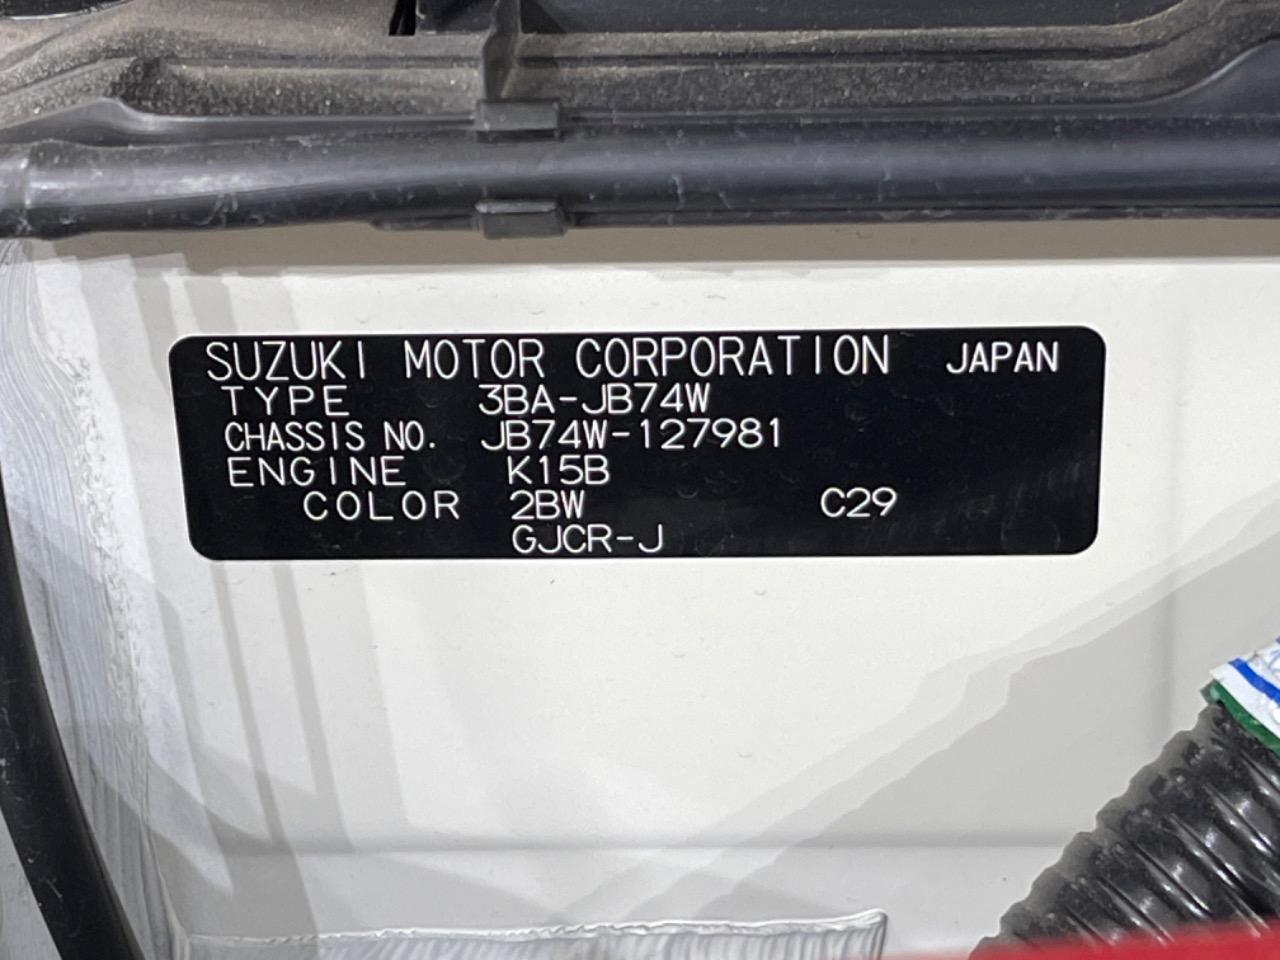 SUZUKI MOTOR CORPORATION JAPAN
TYPE 3BA-JB74W
CHASSIS NO. JB74W-127981
ENGINE K15B
COLOR 2BW C29
GJCR-J